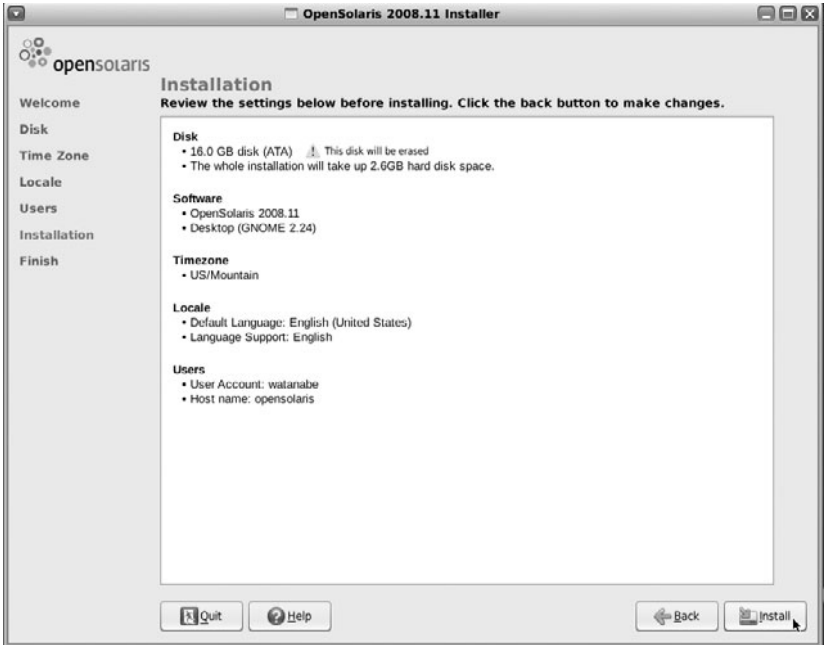 OpenSolaris 2008.11 Installer
opensolaris
Welcome
Disk
Time Zone
Locale
Users
Installation
Finish
Installation
Review the settings below before installing. Click the back button to make changes.
Disk
• 16.0 GB disk (ATA) This disk will be erased
• The whole installation will take up 2.6GB hard disk space.
Software
• OpenSolaris 2008.11
• Desktop (GNOME 2.24)
Timezone
• US/Mountain
Locale
• Default Language: English (United States)
• Language Support: English
Users
• User Account: watanabe
• Host name: opensolaris
Quit
Help
Back
Install